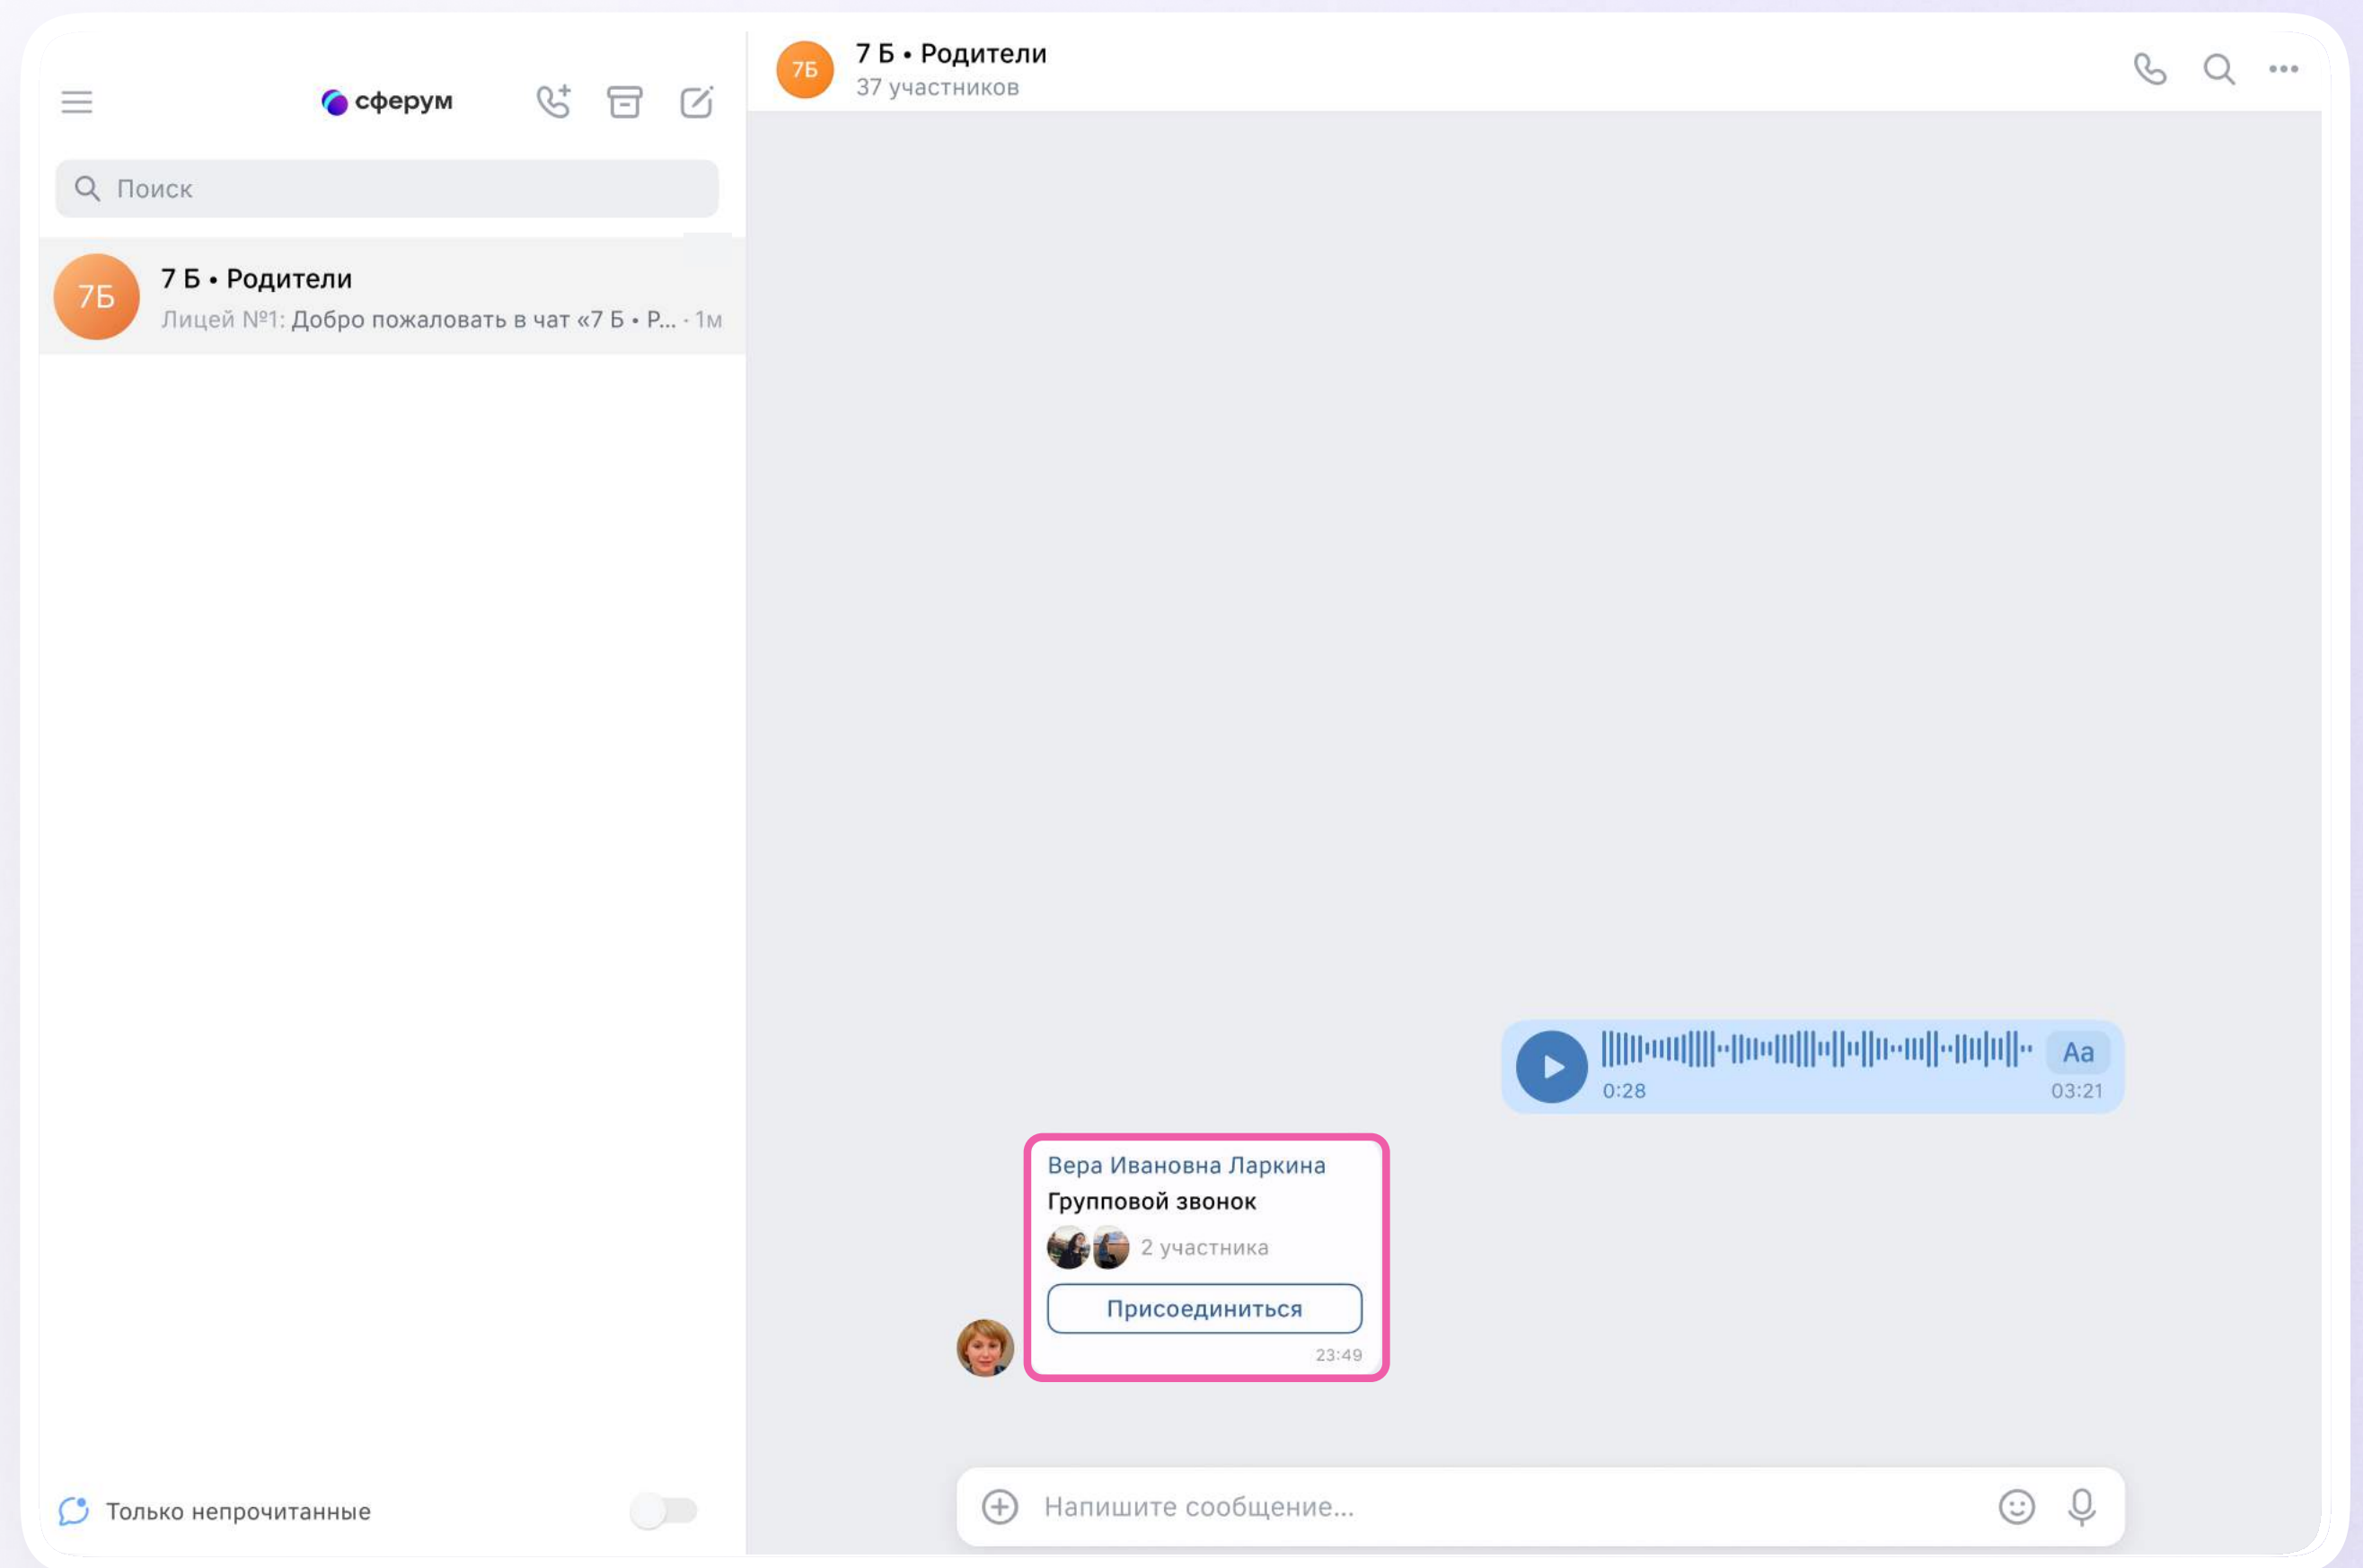 сферум
Поиск
7Б
7 Б • Родители
Лицей №1: Добро пожаловать в чат «7 Б • Р... · 1м
Только непрочитанные
7Б
7 Б • Родители
37 участников
0:28
Aa
03:21
Вера Ивановна Ларкина
Групповой звонок
2 участника
Присоединиться
23:49
Напишите сообщение...